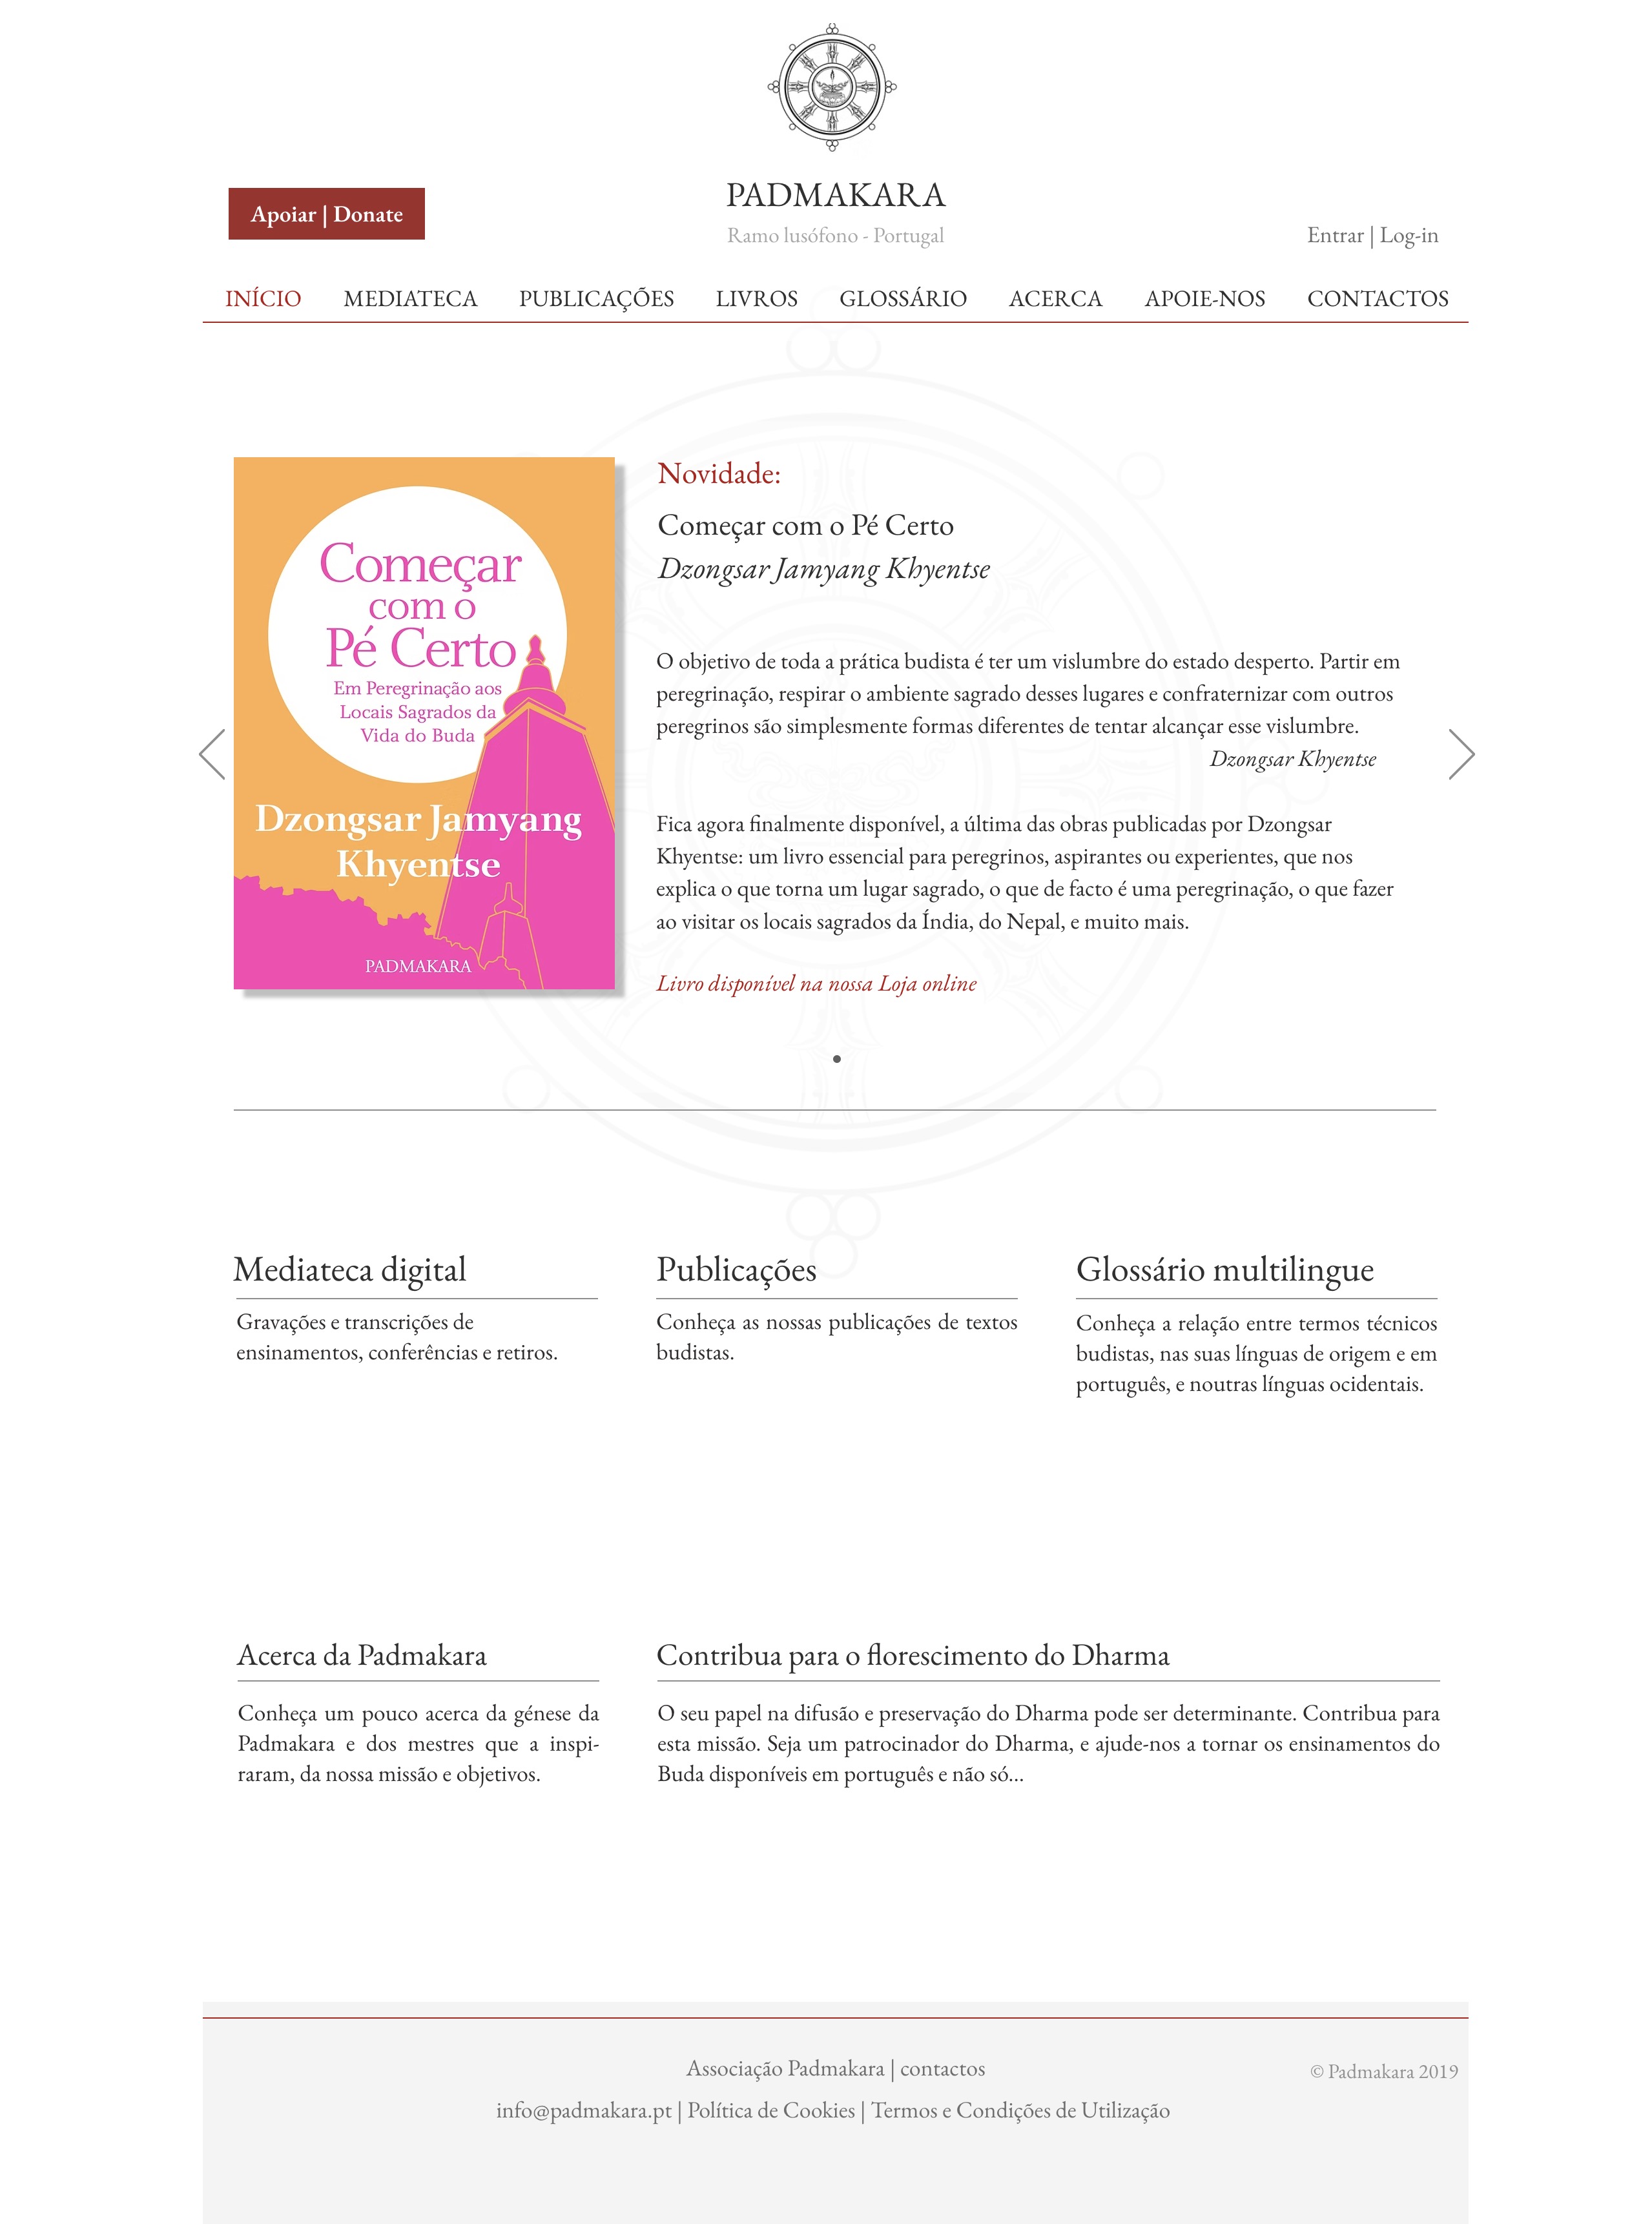 PADMAKARA
Ramo lusófono - Portugal
Apoiar | Donate
Entrar | Log-in
INÍCIO MEDIATECA PUBLICAÇÕES LIVROS GLOSSÁRIO ACERCA APOIE-NOS CONTACTOS
Começar
com o
Pé Certo
Em Peregrinação aos
Locais Sagrados da
Vida do Buda
Dzongsar Jamyang
Khyentse
PADMAKARA
Novidade:
Começar com o Pé Certo
Dzongsar Jamyang Khyentse
O objetivo de toda a prática budista é ter um vislumbre do estado desperto. Partir em
peregrinação, respirar o ambiente sagrado desses lugares e confraternizar com outros
peregrinos são simplesmente formas diferentes de tentar alcançar esse vislumbre.
Dzongsar Khyentse
Fica agora finalmente disponível, a última das obras publicadas por Dzongsar
Khyentse: um livro essencial para peregrinos, aspirantes ou experientes, que nos
explica o que torna um lugar sagrado, o que de facto é uma peregrinação, o que fazer
ao visitar os locais sagrados da Índia, do Nepal, e muito mais.
Livro disponível na nossa Loja online
Mediateca digital
Gravações e transcrições de
ensinamentos, conferências e retiros.
Publicações
Conheça as nossas publicações de textos
budistas.
Glossário multilingue
Conheça a relação entre termos técnicos
budistas, nas suas línguas de origem e em
português, e noutras línguas ocidentais.
Acerca da Padmakara
Conheça um pouco acerca da génese da
Padmakara e dos mestres que a inspi-
raram, da nossa missão e objetivos.
Contribua para o florescimento do Dharma
O seu papel na difusão e preservação do Dharma pode ser determinante. Contribua para
esta missão. Seja um patrocinador do Dharma, e ajude-nos a tornar os ensinamentos do
Buda disponíveis em português e não só...
Associação Padmakara | contactos
© Padmakara 2019
info@padmakara.pt | Política de Cookies | Termos e Condições de Utilização